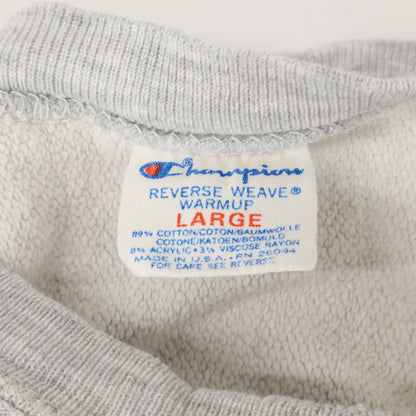 Champion®
REVERSE WEAVE®
WARMUP
LARGE
89% COTTON/COTON/BAUMWOLLE
COTONE/KATOEN/BOMULD
8% ACRYLIC • 3% VISCOSE RAYON
MADE IN U.S.A. RN 26094
FOR CARE SEE REVERSE